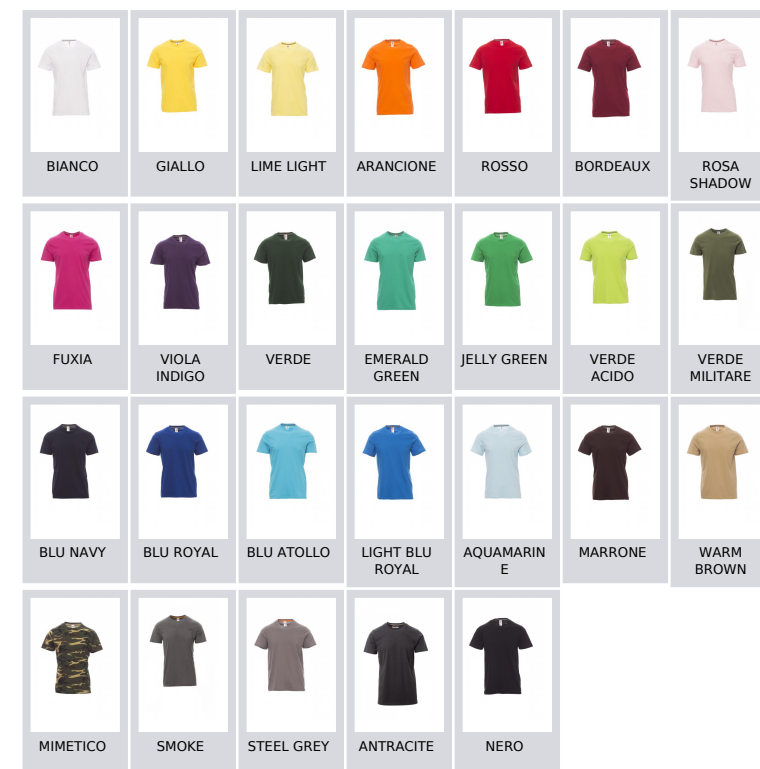 BIANCO
GIALLO
LIME LIGHT
ARANCIONE
ROSSO
BORDEAUX
ROSA
SHADOW
FUXIA
VIOLA
INDIGO
VERDE
EMERALD
GREEN
JELLY GREEN
VERDE
ACIDO
VERDE
MILITARE
BLU NAVY
BLU ROYAL
BLU ATOLLO
LIGHT BLU
ROYAL
AQUAMARIN
E
MARRONE
WARM
BROWN
MIMETICO
SMOKE
STEEL GREY
ANTRACITE
NERO